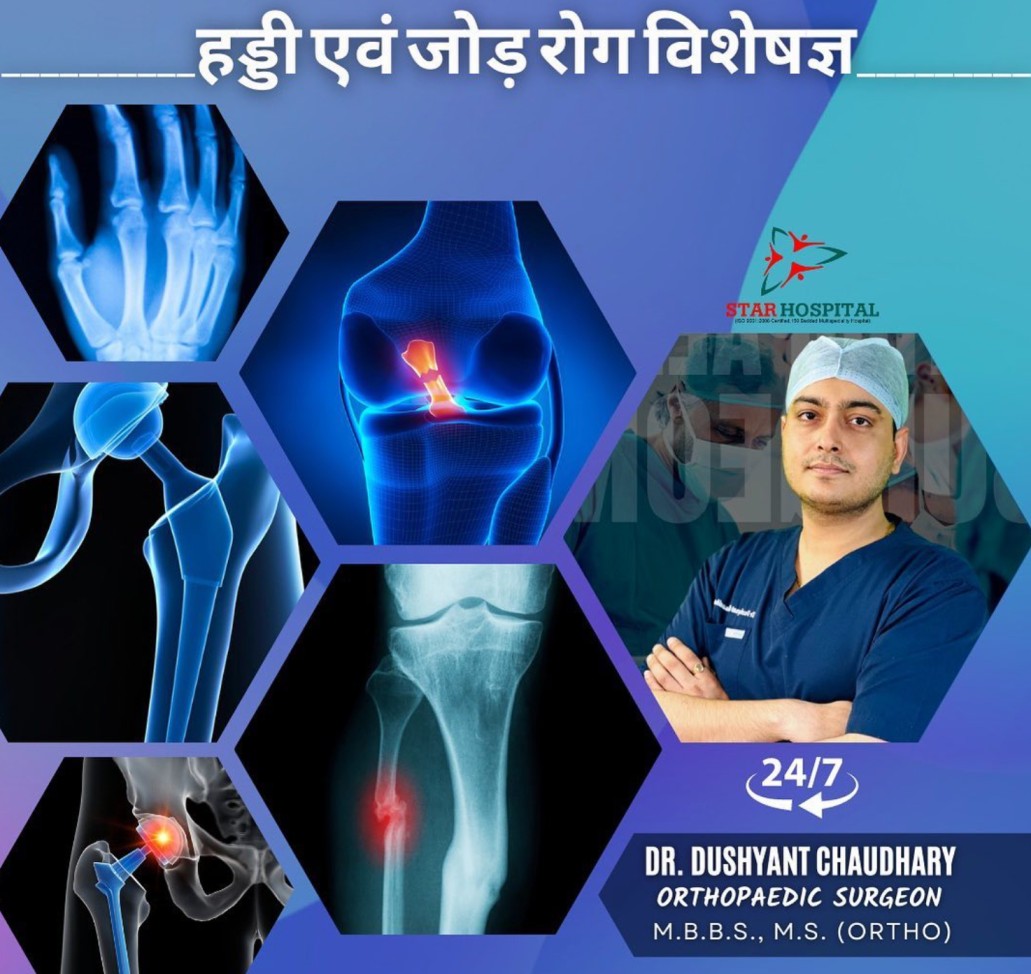 हड्डी एवं जोड़ रोग विशेषज्ञ
STAR HOSPITAL
24/7
DR. DUSHYANT CHAUDHARY
ORTHOPAEDIC SURGEON
M.B.B.S., M.S. (ORTHO)